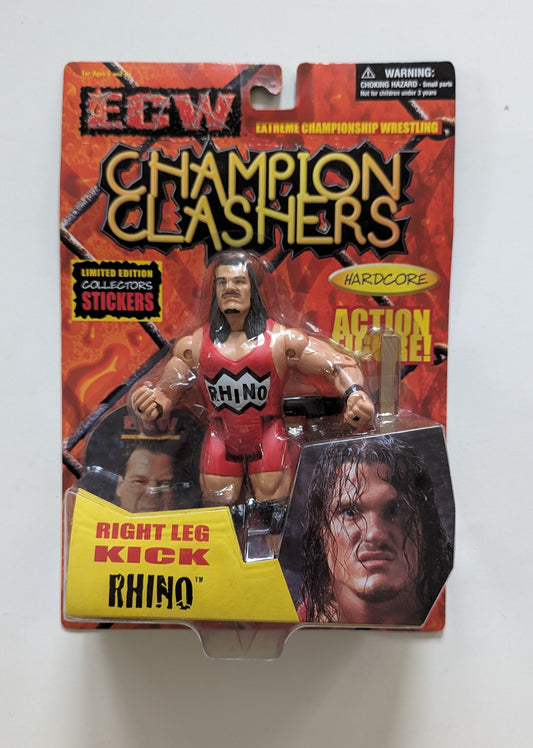 For Ages 4 and Up
WARNING:
CHOKING HAZARD - Small parts
Not for children under 3 years
ECW
EXTREME CHAMPIONSHIP WRESTLING
CHAMPION
CLASHERS
LIMITED EDITION
COLLECTORS
STICKERS
HARDCORE
ACTION
FIGURE!
RHINO
ECW
RIGHT LEG
KICK
RHINO™